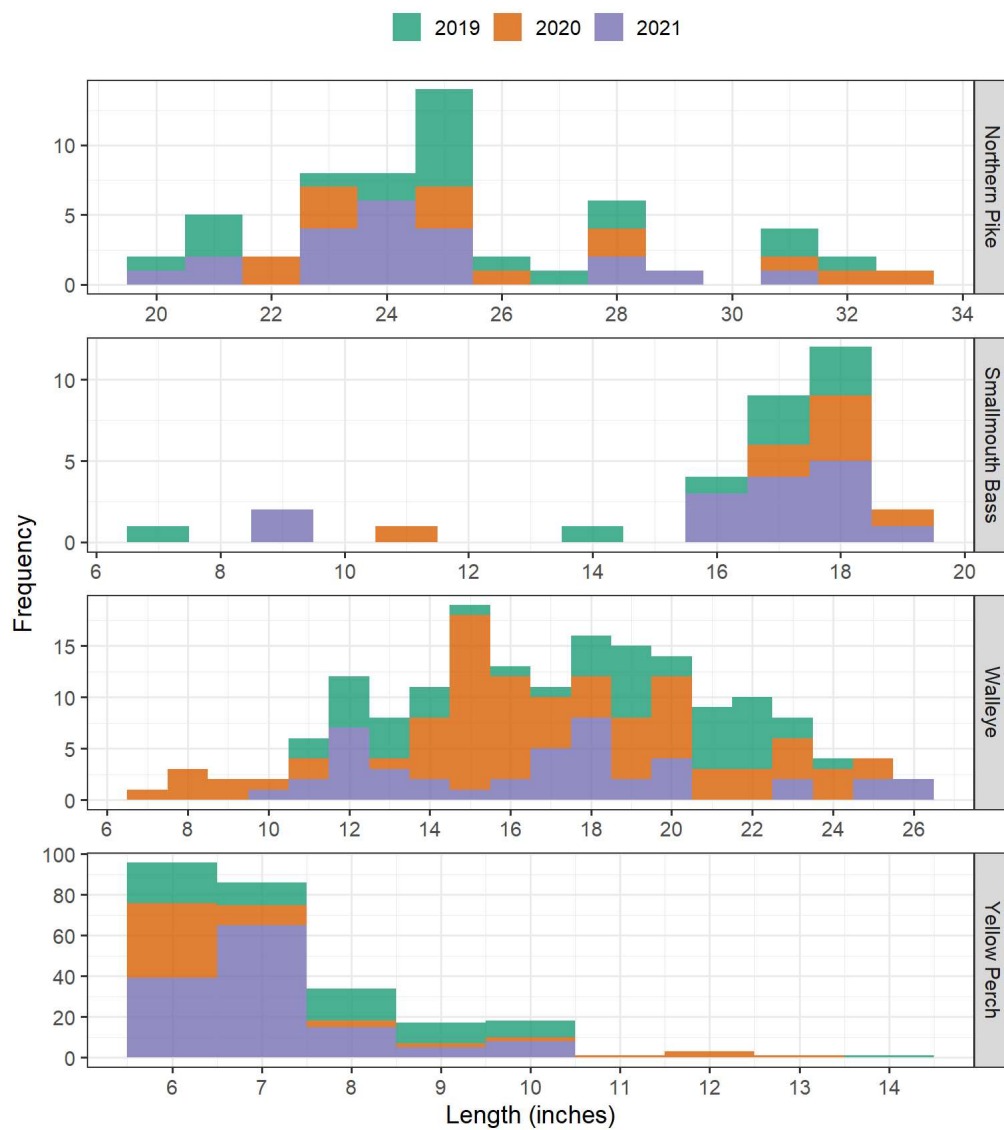 2019 2020 2021
Frequency
10
5
0
20 22 24 26 28 30 32 34
Northern Pike
10
5
0
6 8 10 12 14 16 18 20
Smallmouth Bass
15
10
5
0
6 8 10 12 14 16 18 20 22 24 26
Walleye
100
80
60
40
20
0
6 7 8 9 10 11 12 13 14
Yellow Perch
Length (inches)